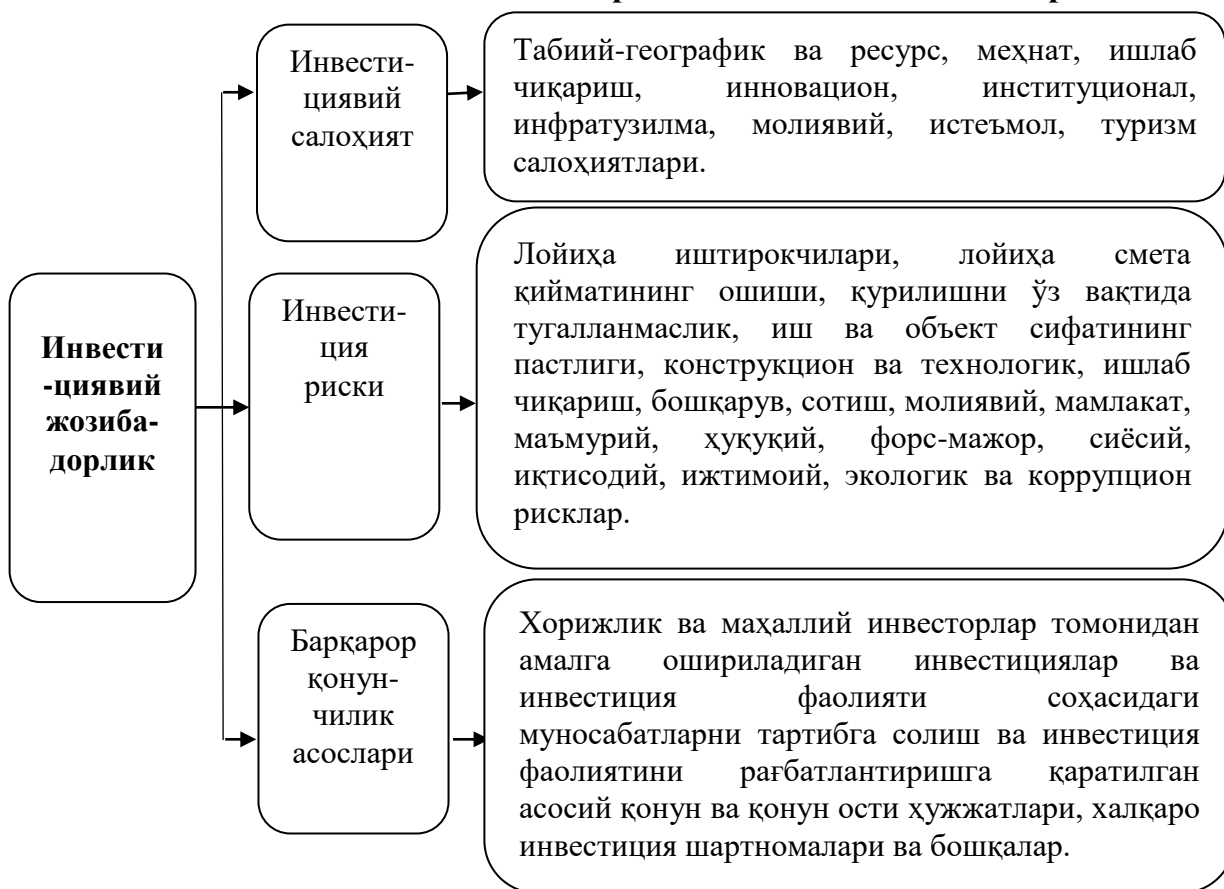 Инвести
-циявий
жозиба-
дорлик
Инвести-
циявий
салоҳият
Табиий-географик ва ресурс, меҳнат, ишлаб
чиқариш, инновацион, институционал,
инфратузилма, молиявий, истеъмол, туризм
салоҳиятлари.
Инвести-
ция
риски
Лойиҳа иштирокчилари, лойиҳа смета
қийматининг ошиши, қурилишни ўз вақтида
тугалланмаслик, иш ва объект сифатининг
пастлиги, конструкцион ва технологик, ишлаб
чиқариш, бошқарув, сотиш, молиявий, мамлакат,
маъмурий, ҳуқуқий, форс-мажор, сиёсий,
иқтисодий, ижтимоий, экологик ва коррупцион
рисклар.
Барқарор
қонун-
чилик
асослари
Хорижлик ва маҳаллий инвесторлар томонидан
амалга ошириладиган инвестициялар ва
инвестиция фаолияти соҳасидаги
муносабатларни тартибга солиш ва инвестиция
фаолиятини рағбатлантиришга қаратилган
асосий қонун ва қонун ости ҳужжатлари, халқаро
инвестиция шартномалари ва бошқалар.